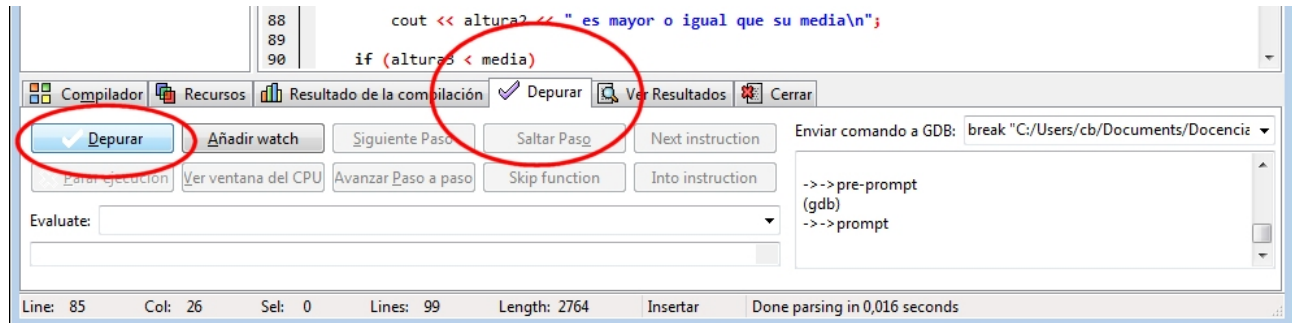 88 cout << altura2 << " es mayor o igual que su media\n";
89
90 if (altura3 < media)
Compilador Recursos Resultado de la compilación Depurar Ver Resultados Cerrar
Depurar Añadir watch Siguiente Paso Saltar Paso Next instruction Enviar comando a GDB: break "C:/Users/cb/Documents/Docencia
Parar ejecución Ver ventana del CPU Avanzar Paso a paso Skip function Into instruction
->->pre-prompt
(gdb)
->->prompt
Evaluate:
Line: 85 Col: 26 Sel: 0 Lines: 99 Length: 2764 Insertar Done parsing in 0,016 seconds